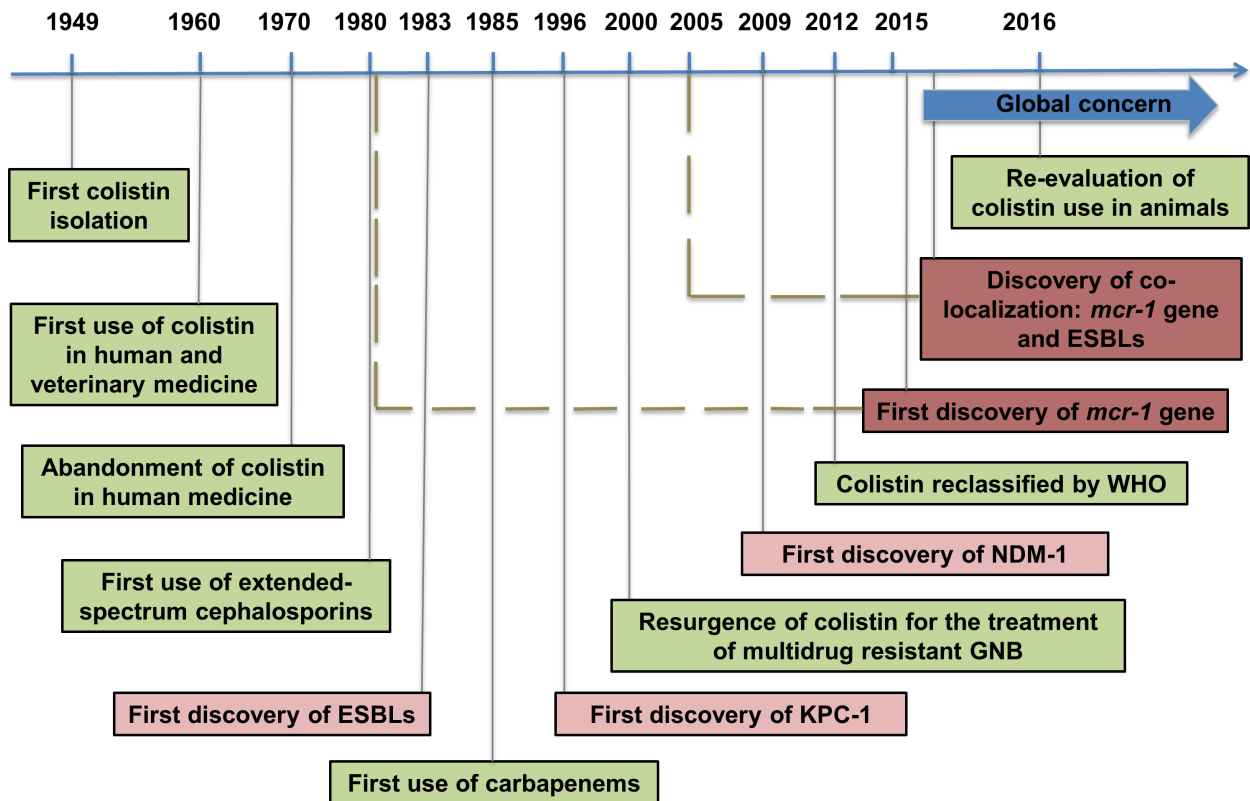 1949 1960 1970 1980 1983 1985 1996 2000 2005 2009 2012 2015 2016
Global concern
First colistin
isolation
Re-evaluation of
colistin use in animals
Discovery of co-
localization: mcr-1 gene
and ESBLs
First use of colistin
in human and
veterinary medicine
First discovery of mcr-1 gene
Abandonment of colistin
in human medicine
Colistin reclassified by WHO
First discovery of NDM-1
First use of extended-
spectrum cephalosporins
Resurgence of colistin for the treatment
of multidrug resistant GNB
First discovery of ESBLs
First discovery of KPC-1
First use of carbapenems